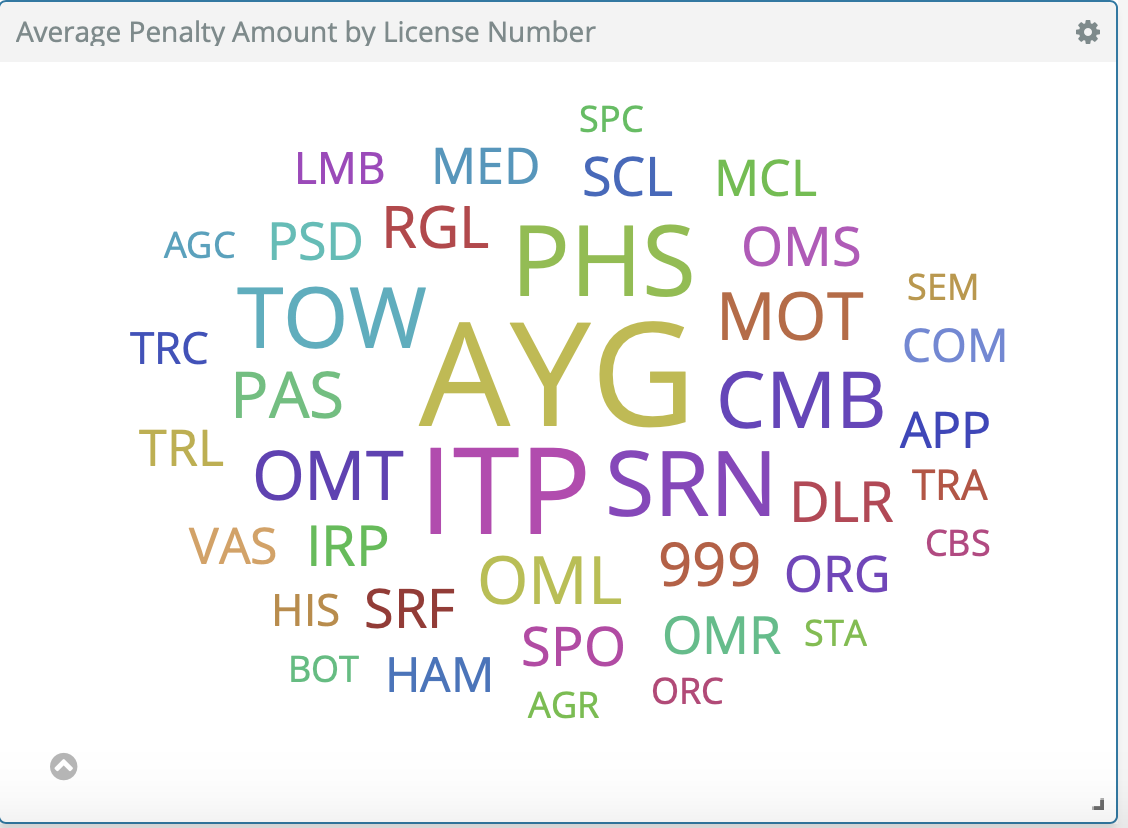 Average Penalty Amount by License Number
SPC
LMB MED SCL MCL
AGC PSD RGL PHS OMS
SEM
TOW MOT
TRC AYG COM
PAS CMB
APP
TRL OMT ITP SRN DLR TRA
VAS IRP CBS
OML 999 ORG
HIS SRF
SPO OMR STA
BOT HAM
AGR ORC